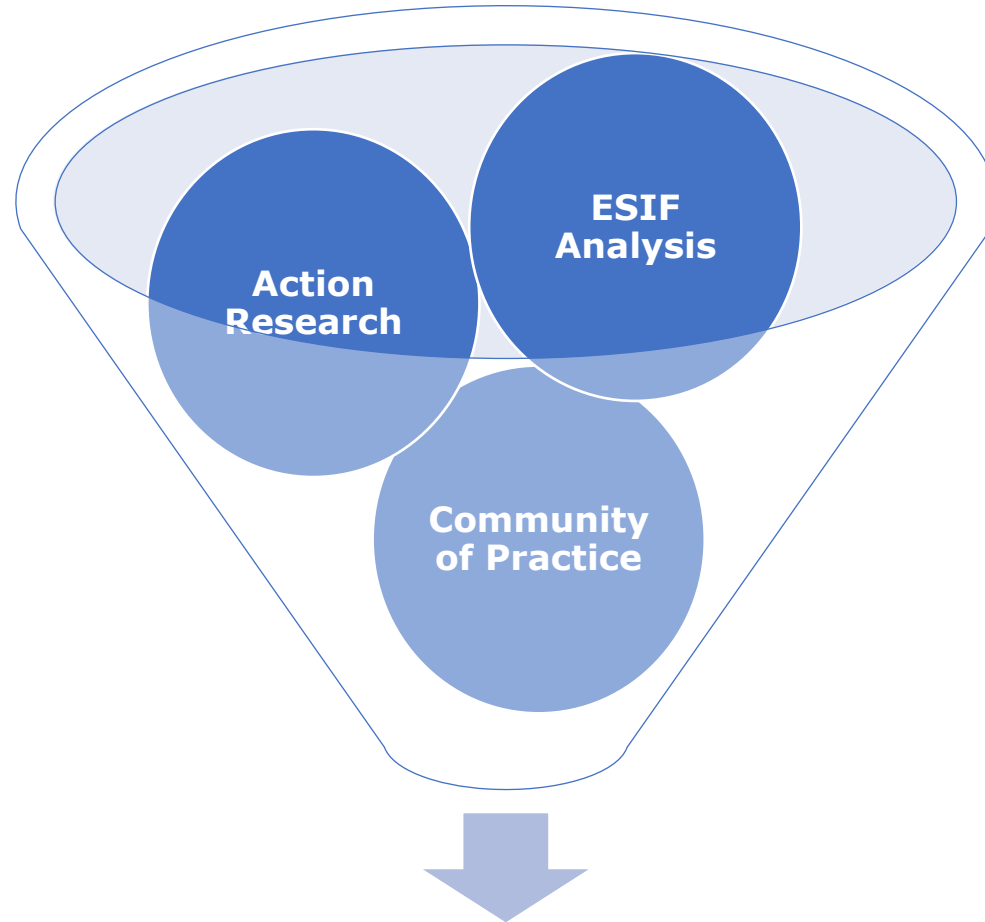 ESIF
Analysis
Action
Research
Community
of Practice